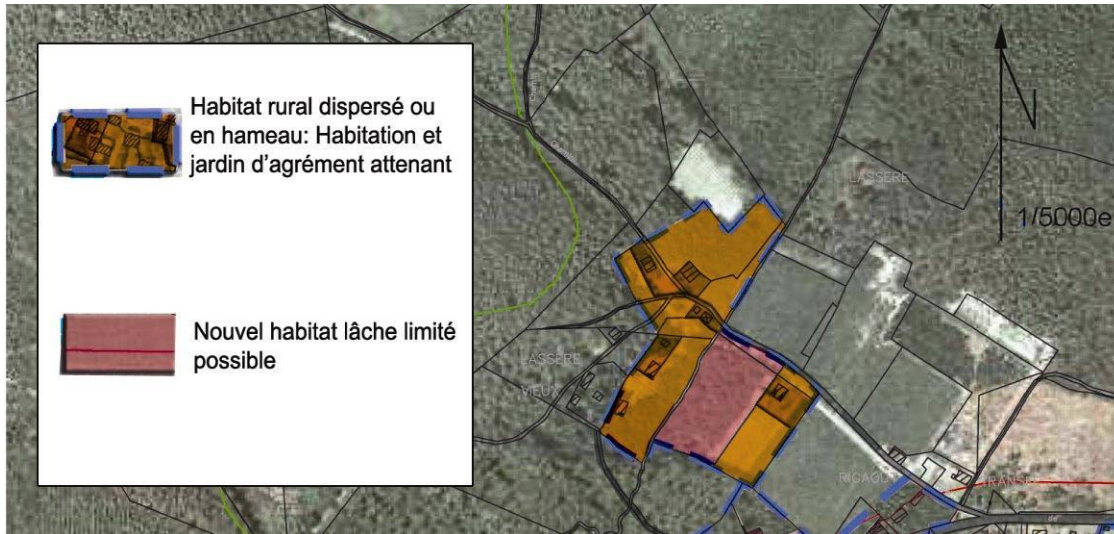 Habitat rural dispersé ou
en hameau: Habitation et
jardin d'agrément attenant
Nouvel habitat lâche limité
possible
N
1/5000e
LASSERE
LASSERE
VIEUX